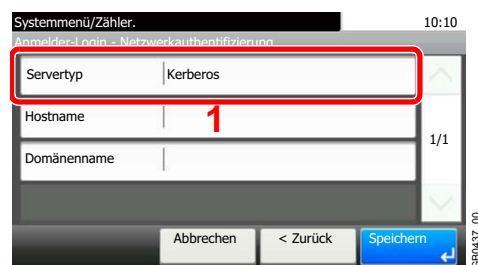 Systemmenü/Zähler. 10:10
Anmelder-Login - Netzwerkauthentifizierung
Servertyp Kerberos
Hostname 1
1/1
Domänenname
Abbrechen < Zurück Speichern
GB0437_00